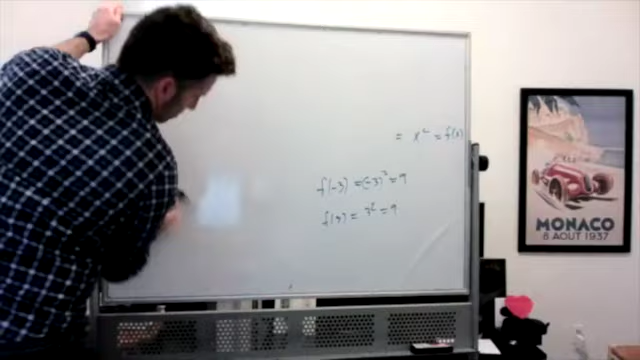 = x² = f(x)
f(-3) = (-3)² = 9
f(3) = 3² = 9
MONACO
8 AOUT 1937